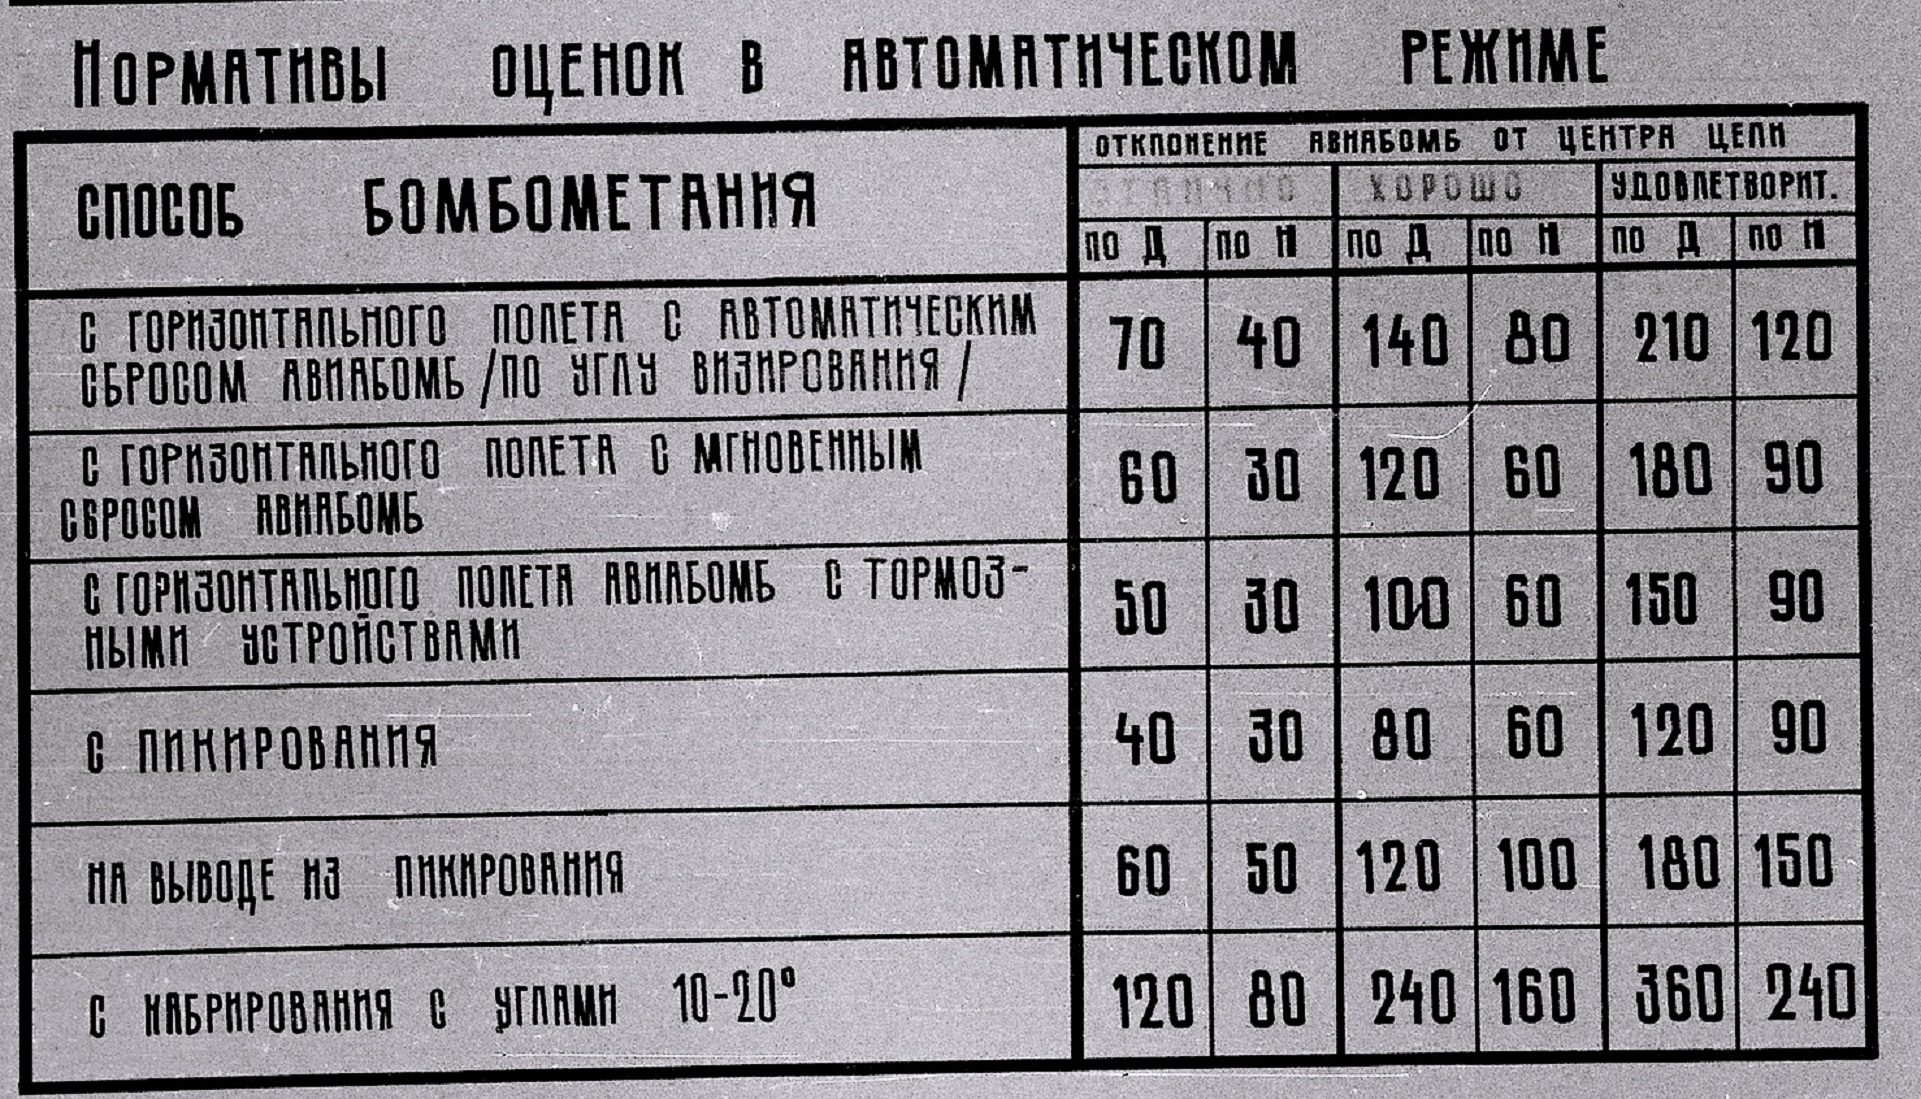 Нормативы оценок в автоматическом режиме
СПОСОБ БОМБОМЕТАНИЯ
ОТКЛОНЕНИЕ АВИАБОМБ ОТ ЦЕНТРА ЦЕЛИ
ОТЛИЧНО ХОРОШО УДОВЛЕТВОРИТ.
ПО Д ПО Н ПО Д ПО Н ПО Д ПО Н
С ГОРИЗОНТАЛЬНОГО ПОЛЕТА С АВТОМАТИЧЕСКИМ
СБРОСОМ АВИАБОМБ /ПО УГЛУ ВИЗИРОВАНИЯ/
70 40 140 80 210 120
С ГОРИЗОНТАЛЬНОГО ПОЛЕТА С МГНОВЕННЫМ
СБРОСОМ АВИАБОМБ
60 30 120 60 180 90
С ГОРИЗОНТАЛЬНОГО ПОЛЕТА АВИАБОМБ С ТОРМОЗ-
НЫМИ УСТРОЙСТВАМИ
50 30 100 60 150 90
С ПИКИРОВАНИЯ 40 30 80 60 120 90
НА ВЫВОДЕ ИЗ ПИКИРОВАНИЯ 60 50 120 100 180 150
С КАБРИРОВАНИЯ С УГЛАМИ 10-20° 120 80 240 160 360 240